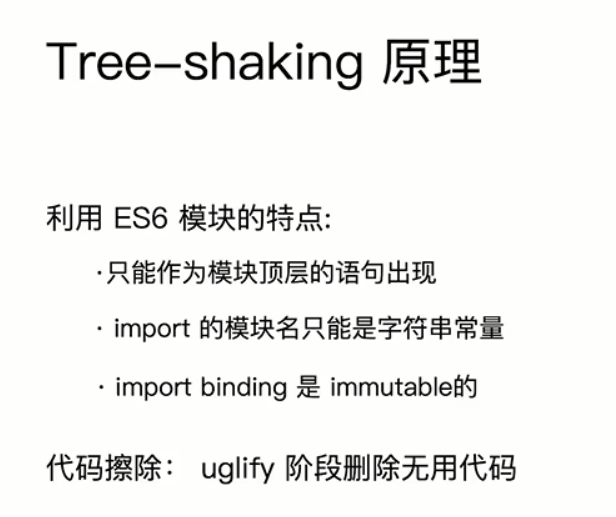 Tree-shaking 原理
利用 ES6 模块的特点:
·只能作为模块顶层的语句出现
· import 的模块名只能是字符串常量
· import binding 是 immutable的
代码擦除： uglify 阶段删除无用代码